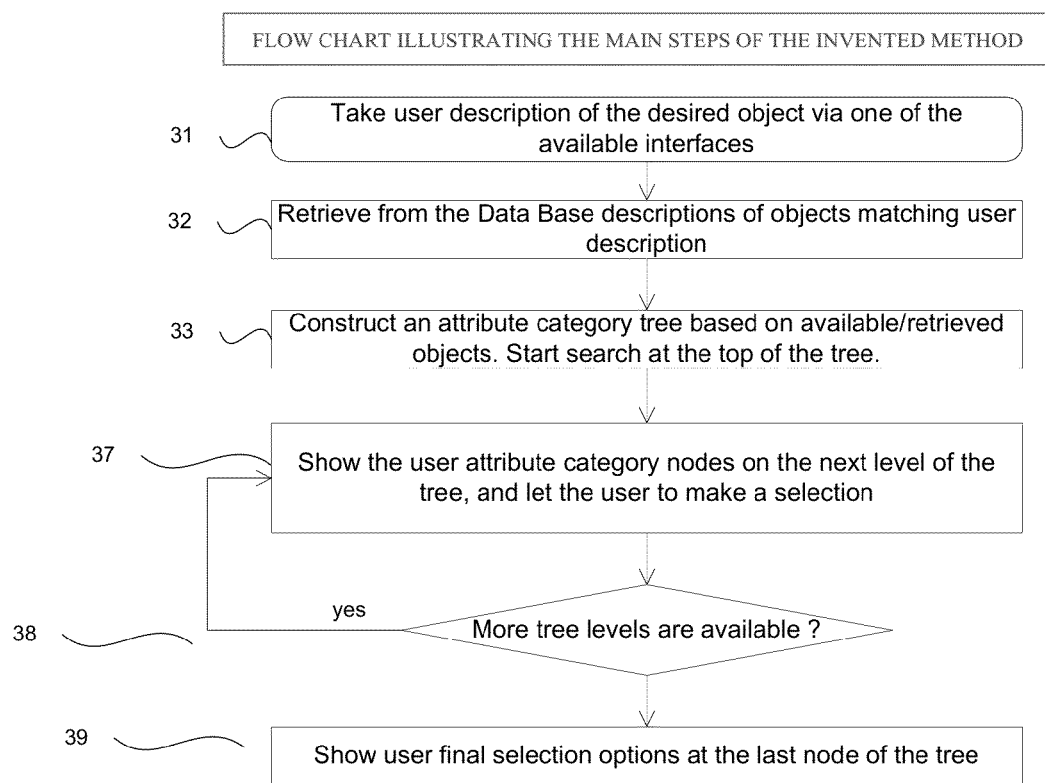 FLOW CHART ILLUSTRATING THE MAIN STEPS OF THE INVENTED METHOD
31
Take user description of the desired object via one of the
available interfaces
32
Retrieve from the Data Base descriptions of objects matching user
description
33
Construct an attribute category tree based on available/retrieved
objects. Start search at the top of the tree.
37
Show the user attribute category nodes on the next level of the
tree, and let the user to make a selection
yes
38
More tree levels are available ?
39
Show user final selection options at the last node of the tree